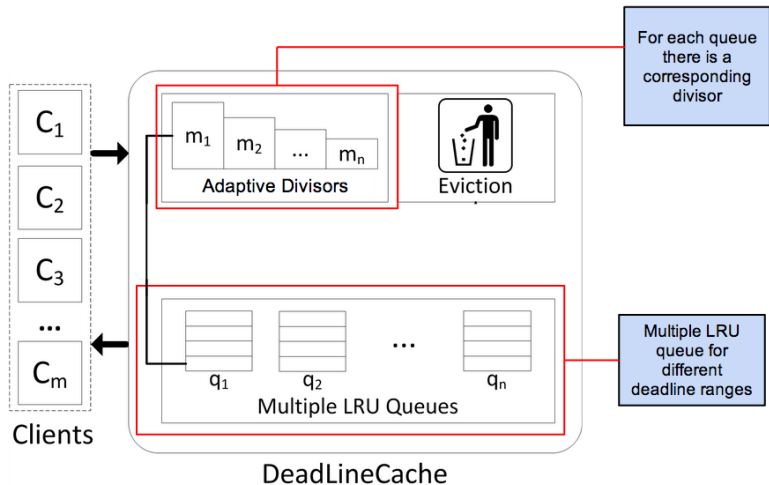 For each queue
there is a
corresponding
divisor
C1
C2
C3
...
Cm
Clients
m1
m2
...
mn
Adaptive Divisors
Eviction
q1
q2
...
qn
Multiple LRU Queues
Multiple LRU
queue for
different
deadline ranges
DeadLineCache